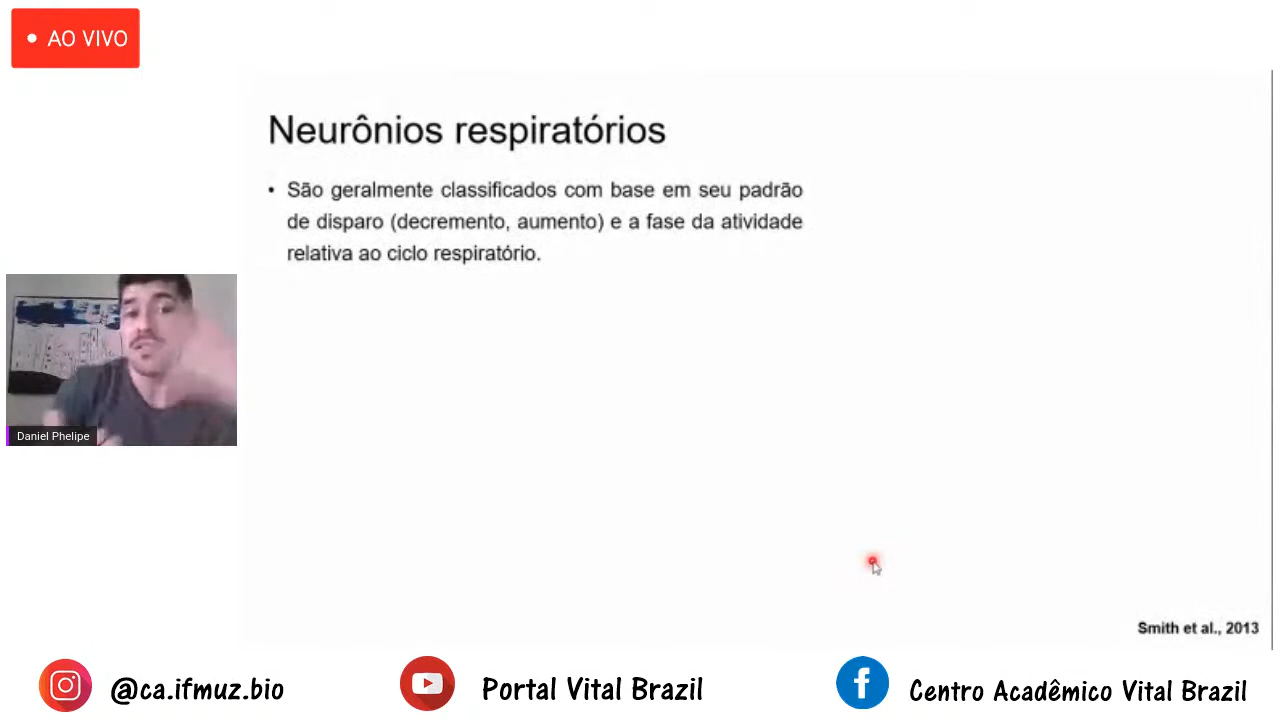 AO VIVO
Neurônios respiratórios
• São geralmente classificados com base em seu padrão
de disparo (decremento, aumento) e a fase da atividade
relativa ao ciclo respiratório.
Daniel Phelipe
Smith et al., 2013
@ca.ifmuz.bio
Portal Vital Brazil
Centro Acadêmico Vital Brazil